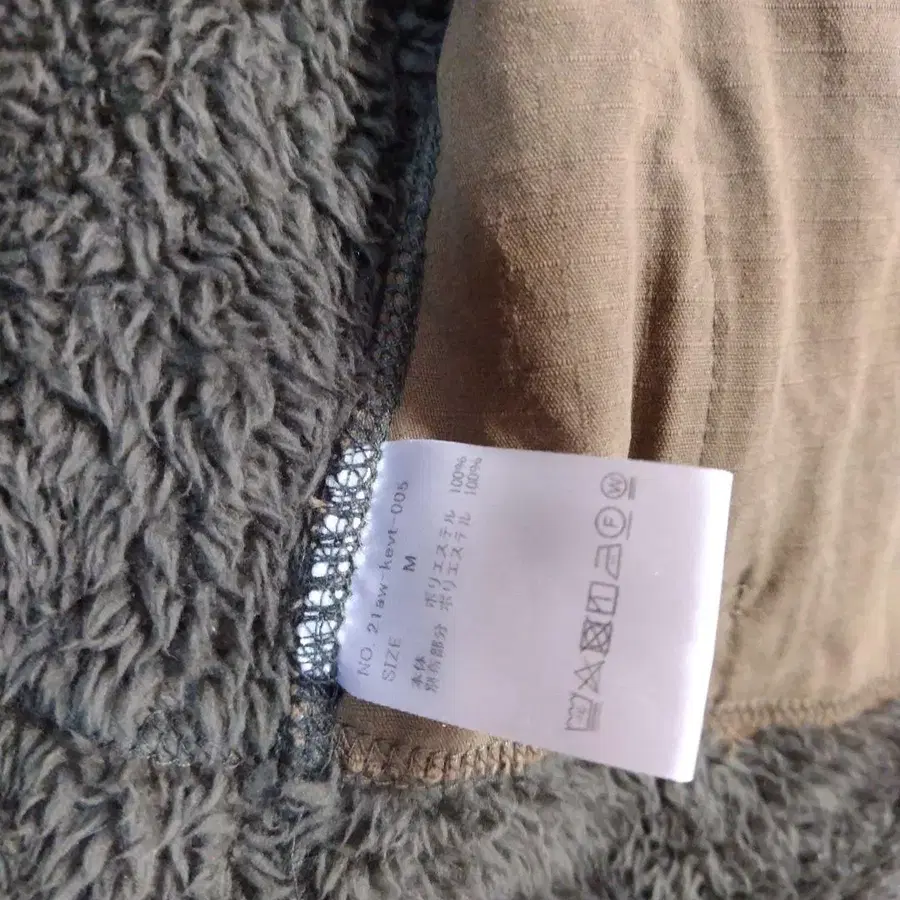 NO. 21aw-kevt-005
SIZE M
本体 ポリエステル 100%
別布部分 ポリエステル 100%
W
F